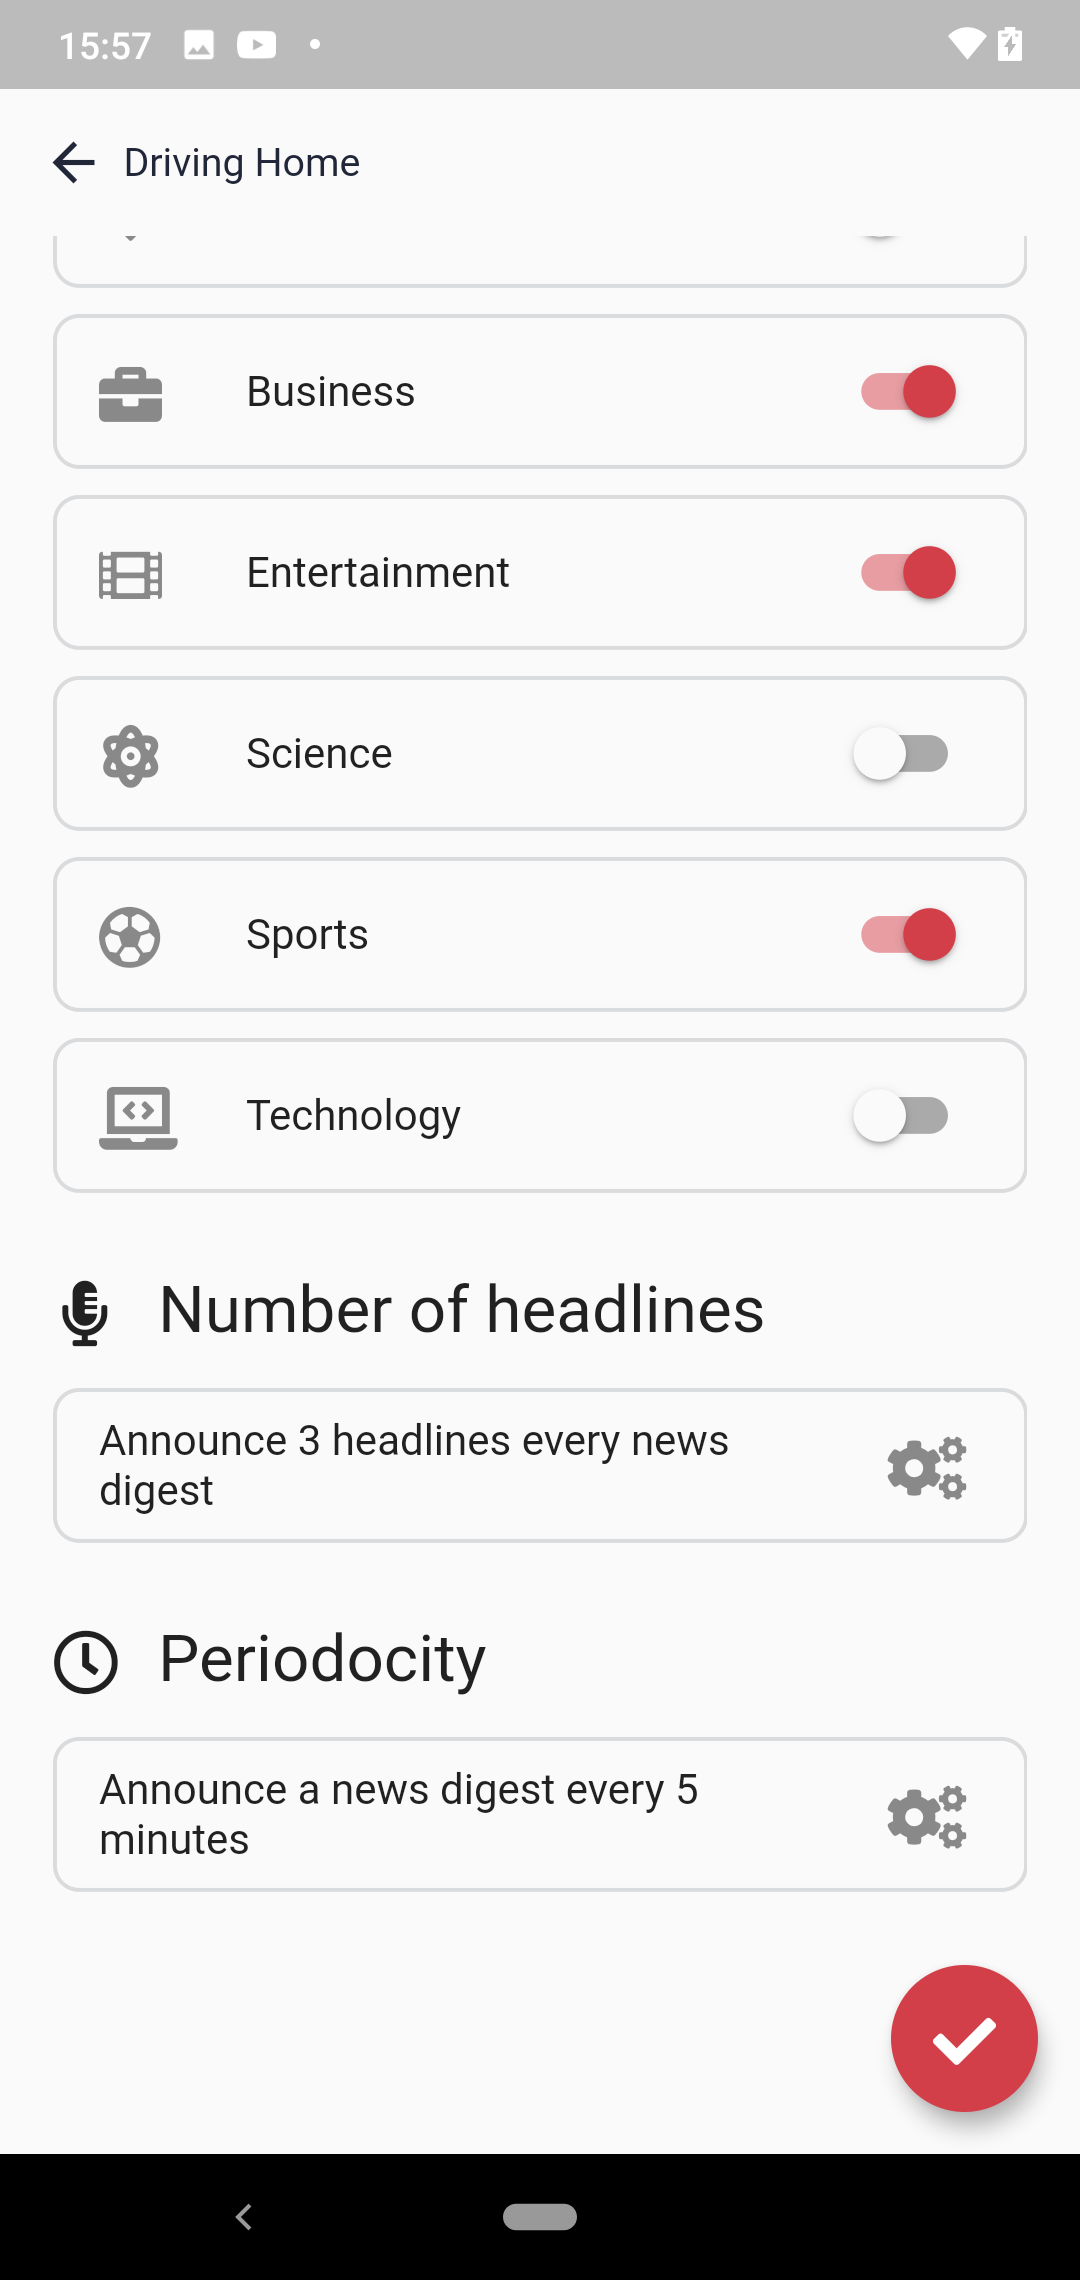 15:57
Driving Home
Business
Entertainment
Science
Sports
Technology
Number of headlines
Announce 3 headlines every news
digest
Periodocity
Announce a news digest every 5
minutes